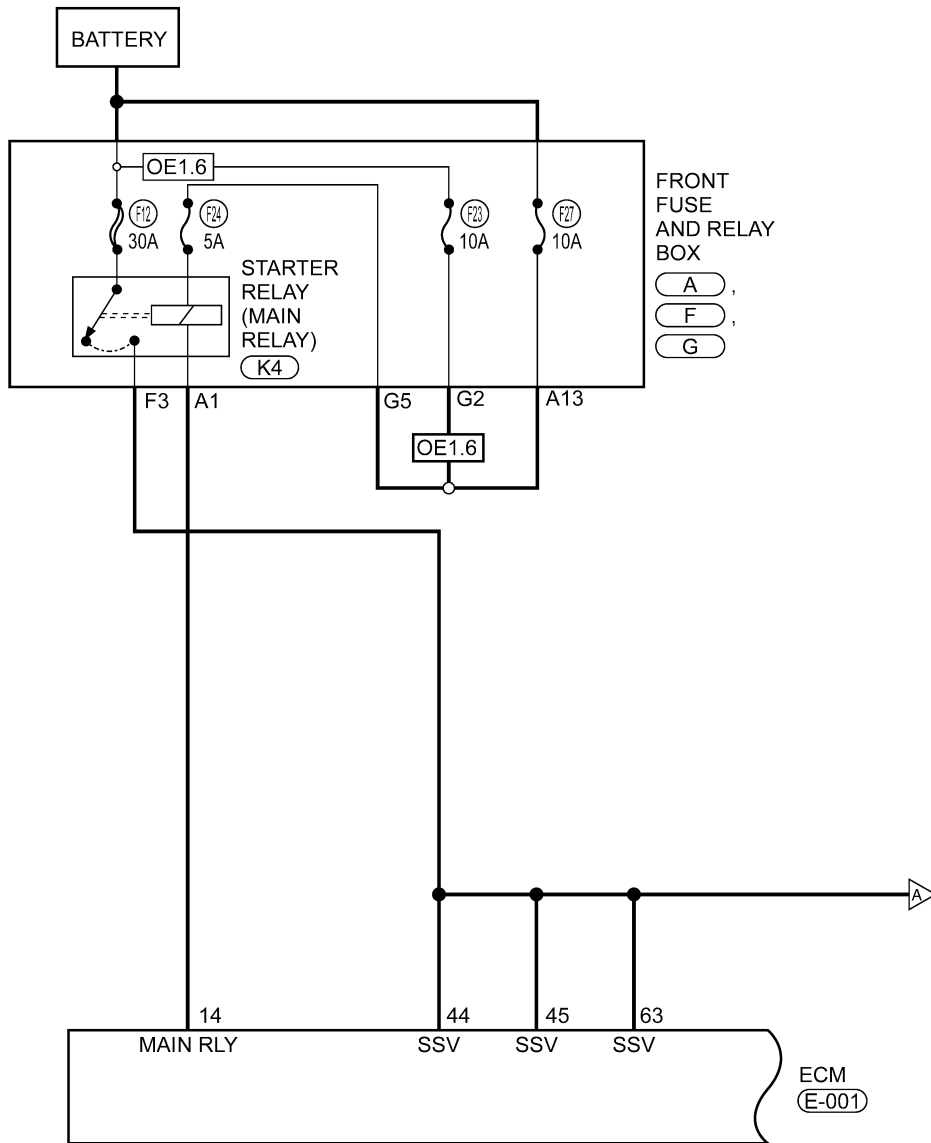 BATTERY
OE1.6
F12
30A
F24
5A
F23
10A
F27
10A
FRONT
FUSE
AND RELAY
BOX
A ,
F ,
G
STARTER
RELAY
(MAIN
RELAY)
K4
F3
A1
G5
G2
A13
OE1.6
A
14
44
45
63
MAIN RLY
SSV
SSV
SSV
ECM
E-001